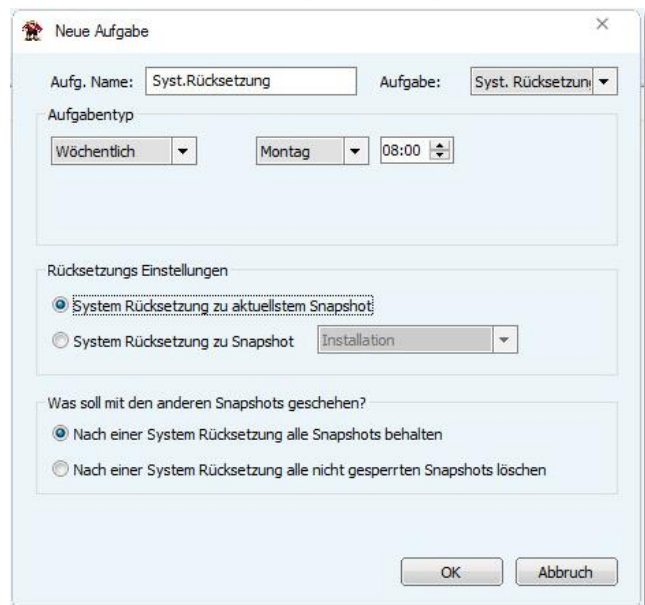 Neue Aufgabe
Aufg. Name: Syst.Rücksetzung Aufgabe: Syst. Rücksetzun
Aufgabentyp
Wöchentlich Montag 08:00
Rücksetzungs Einstellungen
System Rücksetzung zu aktuellstem Snapshot
System Rücksetzung zu Snapshot Installation
Was soll mit den anderen Snapshots geschehen?
Nach einer System Rücksetzung alle Snapshots behalten
Nach einer System Rücksetzung alle nicht gesperrten Snapshots löschen
OK Abbruch